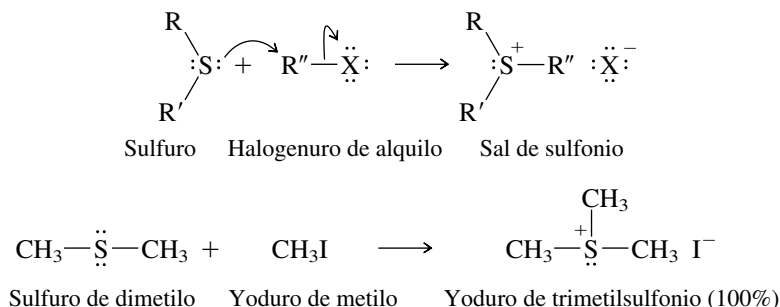 R R
:S: + R″—Ẍ: ⟶ :S⁺—R″ :Ẍ:⁻
R′ R′
Sulfuro Halogenuro de alquilo Sal de sulfonio
CH₃
CH₃—S̈—CH₃ + CH₃I ⟶ CH₃—S⁺—CH₃ I⁻
Sulfuro de dimetilo Yoduro de metilo Yoduro de trimetilsulfonio (100%)